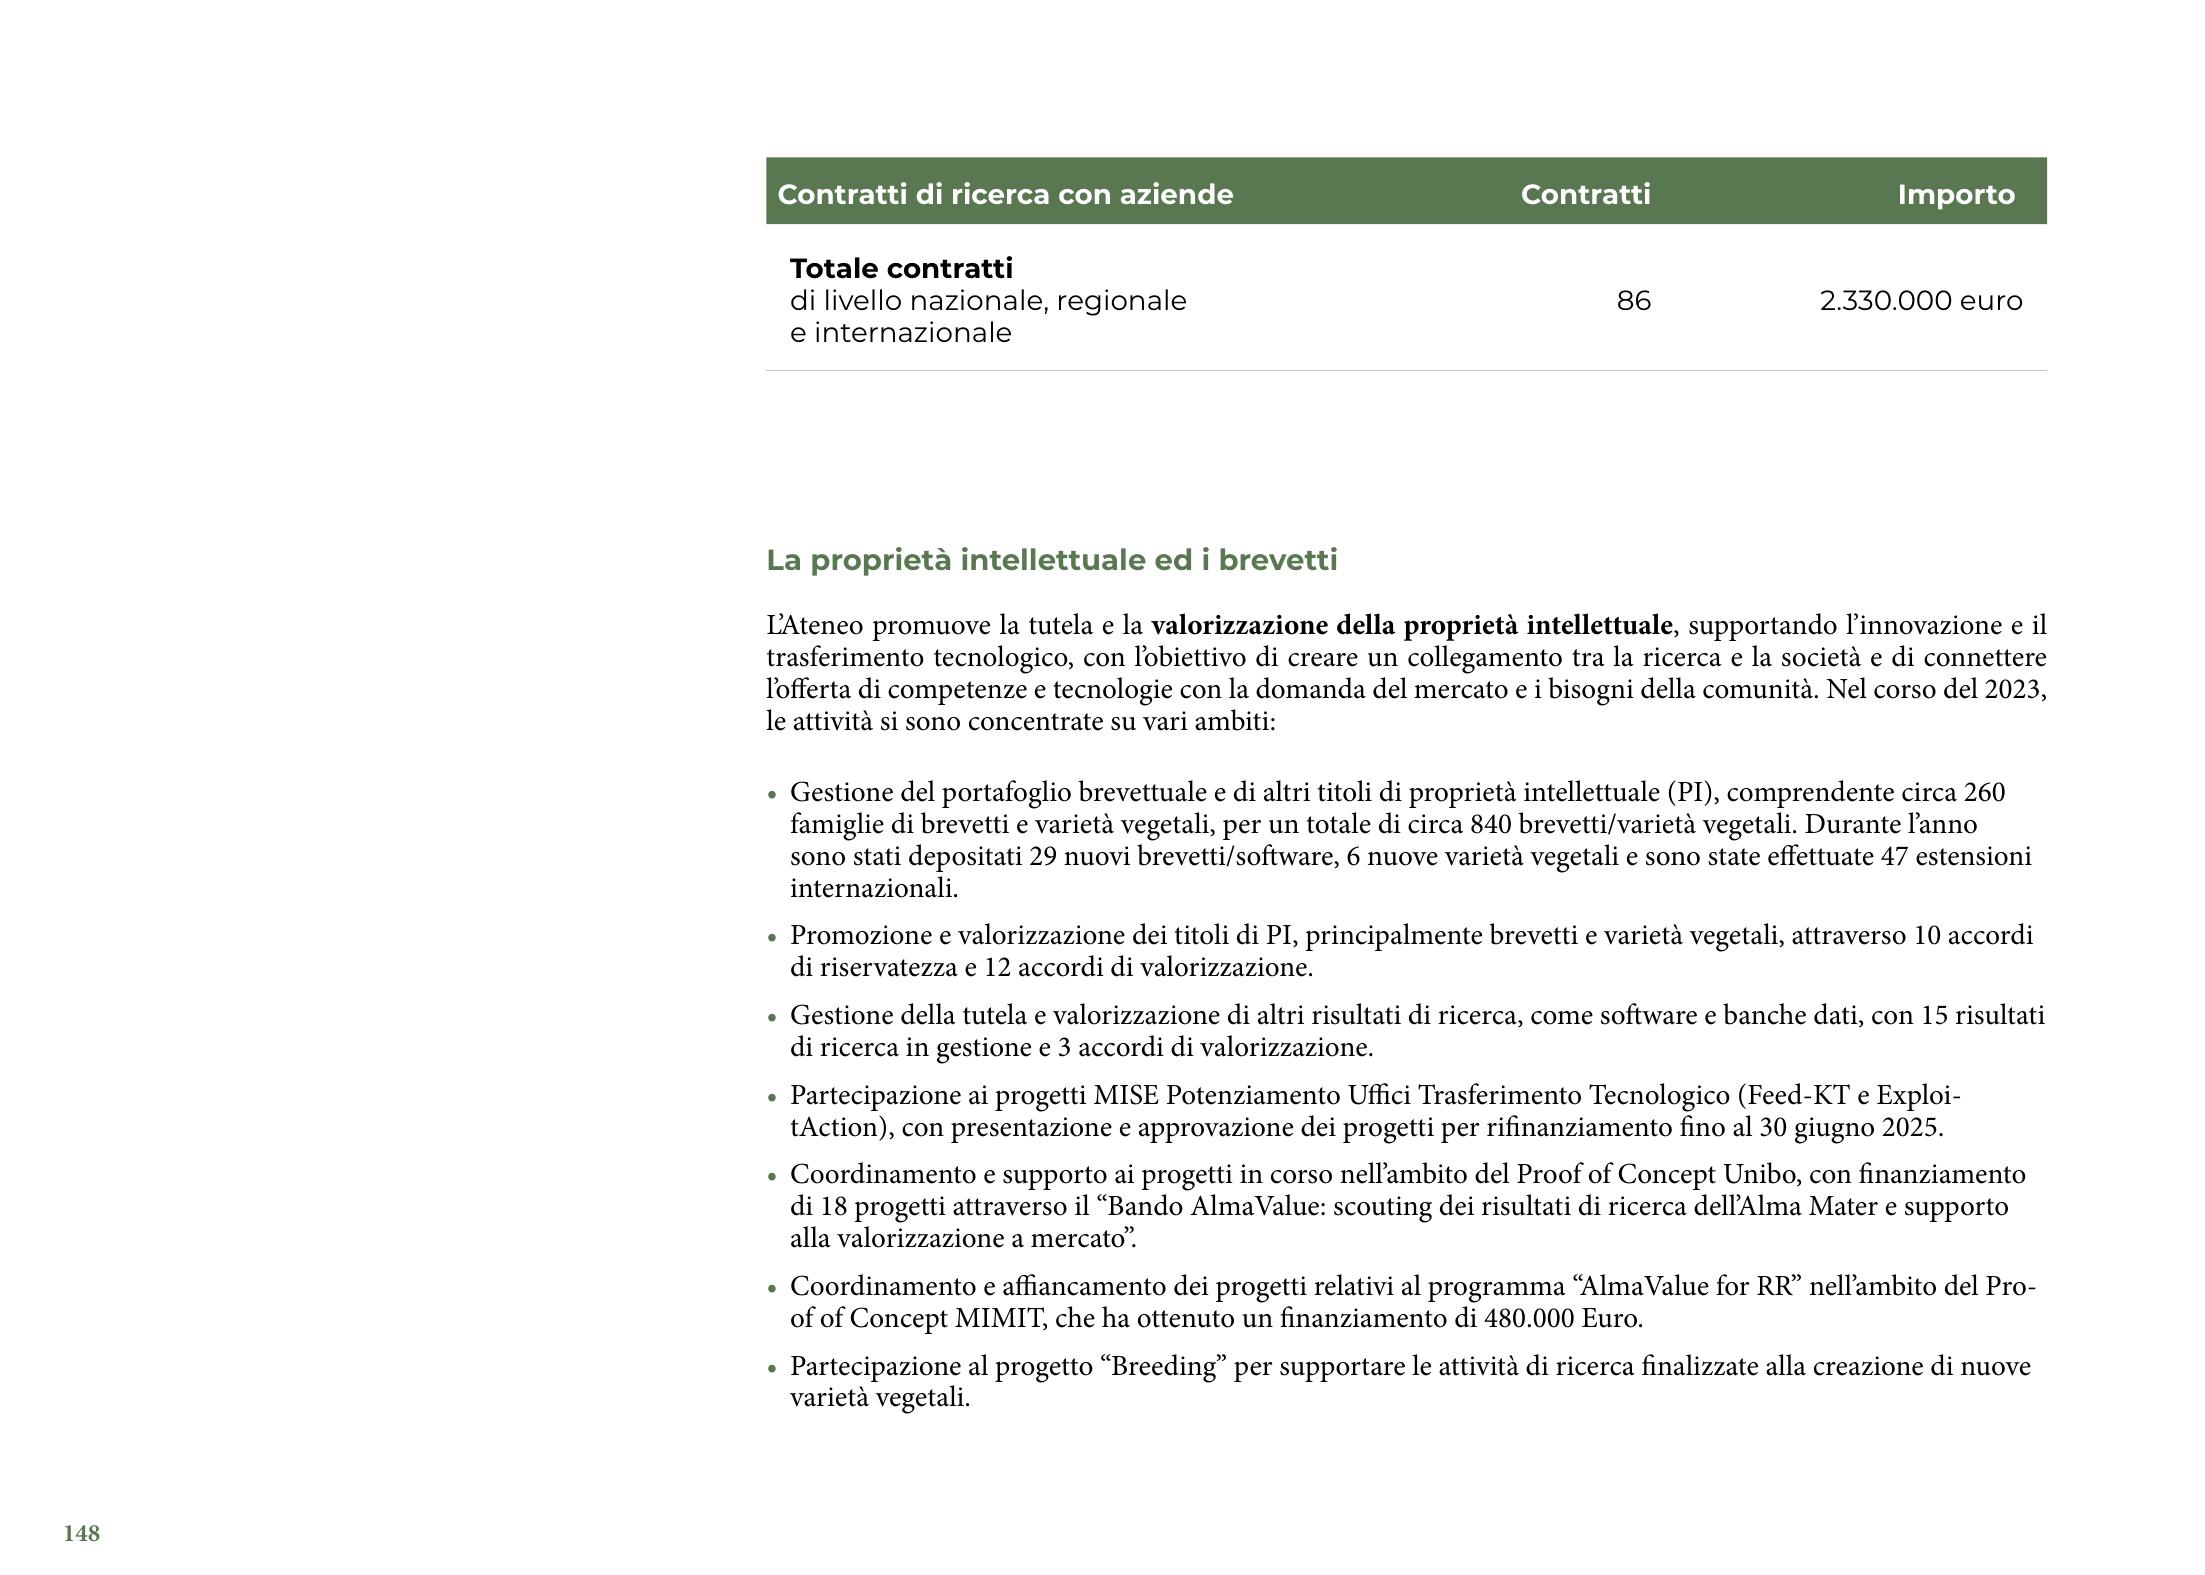 Contratti di ricerca con aziende Contratti Importo
Totale contratti
di livello nazionale, regionale
e internazionale
86 2.330.000 euro
La proprietà intellettuale ed i brevetti
L’Ateneo promuove la tutela e la valorizzazione della proprietà intellettuale, supportando l’innovazione e il
trasferimento tecnologico, con l’obiettivo di creare un collegamento tra la ricerca e la società e di connettere
l’offerta di competenze e tecnologie con la domanda del mercato e i bisogni della comunità. Nel corso del 2023,
le attività si sono concentrate su vari ambiti:
• Gestione del portafoglio brevettuale e di altri titoli di proprietà intellettuale (PI), comprendente circa 260
famiglie di brevetti e varietà vegetali, per un totale di circa 840 brevetti/varietà vegetali. Durante l’anno
sono stati depositati 29 nuovi brevetti/software, 6 nuove varietà vegetali e sono state effettuate 47 estensioni
internazionali.
• Promozione e valorizzazione dei titoli di PI, principalmente brevetti e varietà vegetali, attraverso 10 accordi
di riservatezza e 12 accordi di valorizzazione.
• Gestione della tutela e valorizzazione di altri risultati di ricerca, come software e banche dati, con 15 risultati
di ricerca in gestione e 3 accordi di valorizzazione.
• Partecipazione ai progetti MISE Potenziamento Uffici Trasferimento Tecnologico (Feed-KT e Exploi-
tAction), con presentazione e approvazione dei progetti per rifinanziamento fino al 30 giugno 2025.
• Coordinamento e supporto ai progetti in corso nell’ambito del Proof of Concept Unibo, con finanziamento
di 18 progetti attraverso il “Bando AlmaValue: scouting dei risultati di ricerca dell’Alma Mater e supporto
alla valorizzazione a mercato”.
• Coordinamento e affiancamento dei progetti relativi al programma “AlmaValue for RR” nell’ambito del Pro-
of of Concept MIMIT, che ha ottenuto un finanziamento di 480.000 Euro.
• Partecipazione al progetto “Breeding” per supportare le attività di ricerca finalizzate alla creazione di nuove
varietà vegetali.
148